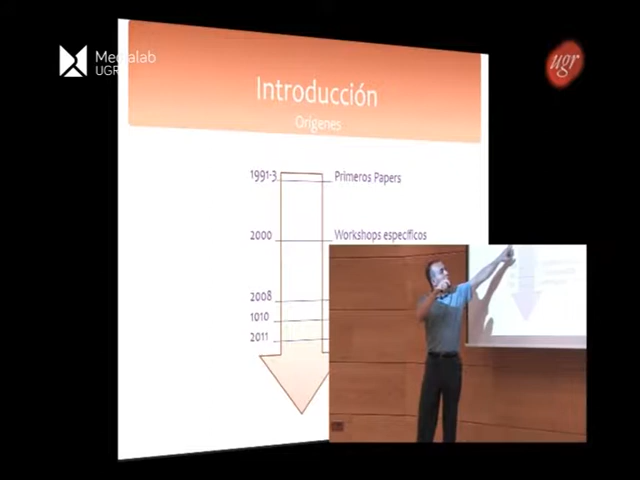 Medialab
UGR
ugr
Introducción
Orígenes
1991-3
Primeros Papers
2000
Workshops específicos
2008
1010
2011